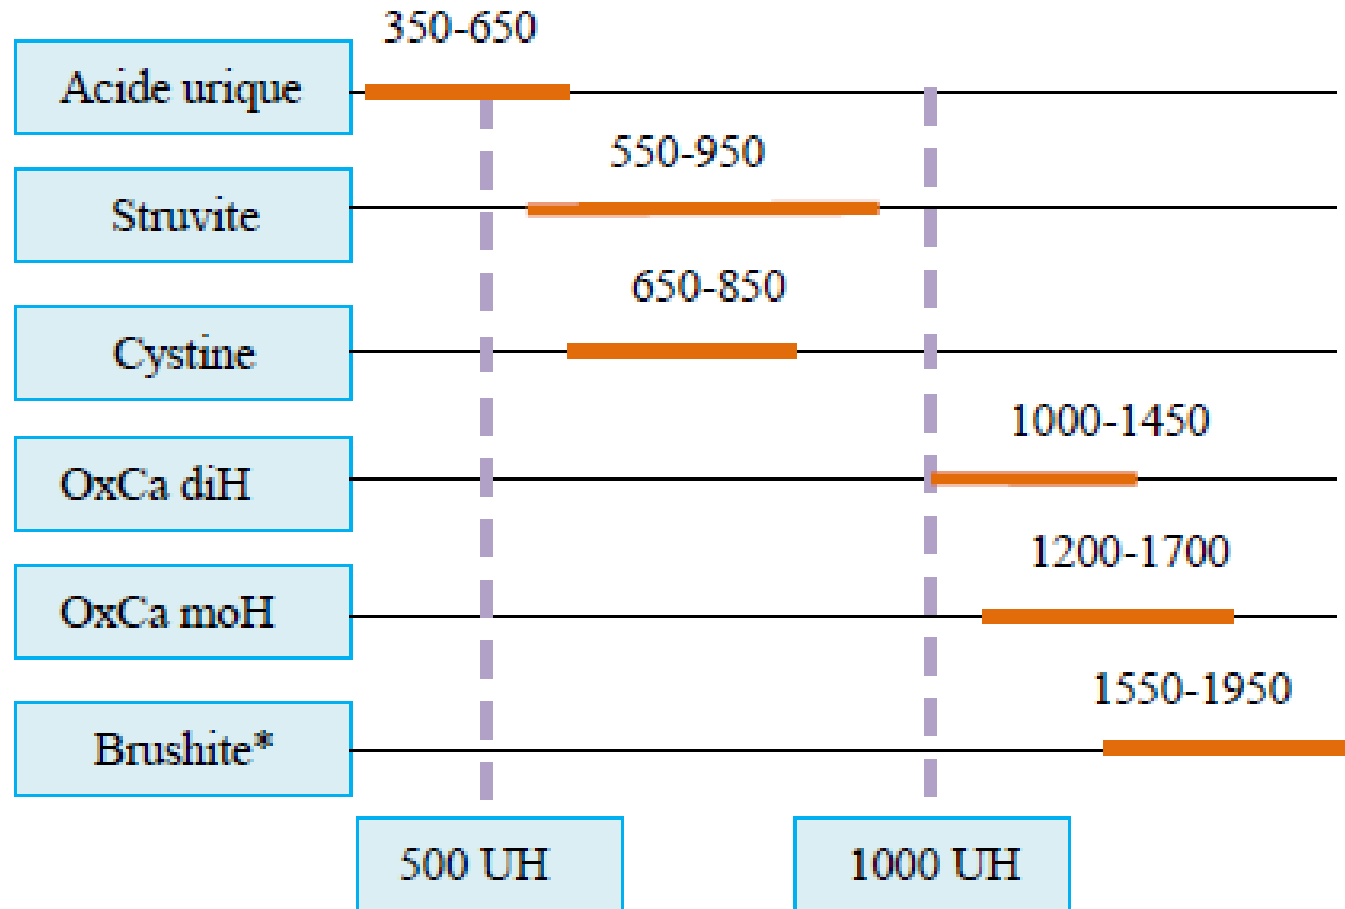 350-650
Acide urique
550-950
Struvite
650-850
Cystine
1000-1450
OxCa diH
1200-1700
OxCa moH
1550-1950
Brushite*
500 UH
1000 UH